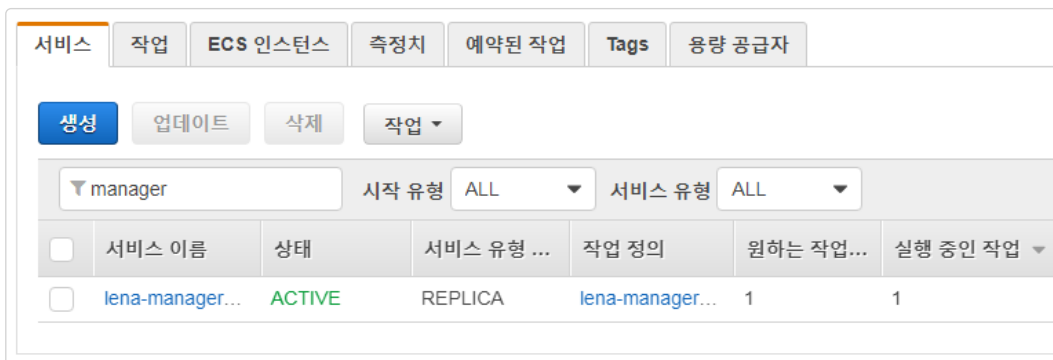 서비스 작업 ECS 인스턴스 측정치 예약된 작업 Tags 용량 공급자
생성 업데이트 삭제 작업
manager 시작 유형 ALL 서비스 유형 ALL
서비스 이름 상태 서비스 유형 ... 작업 정의 원하는 작업... 실행 중인 작업
lena-manager... ACTIVE REPLICA lena-manager... 1 1